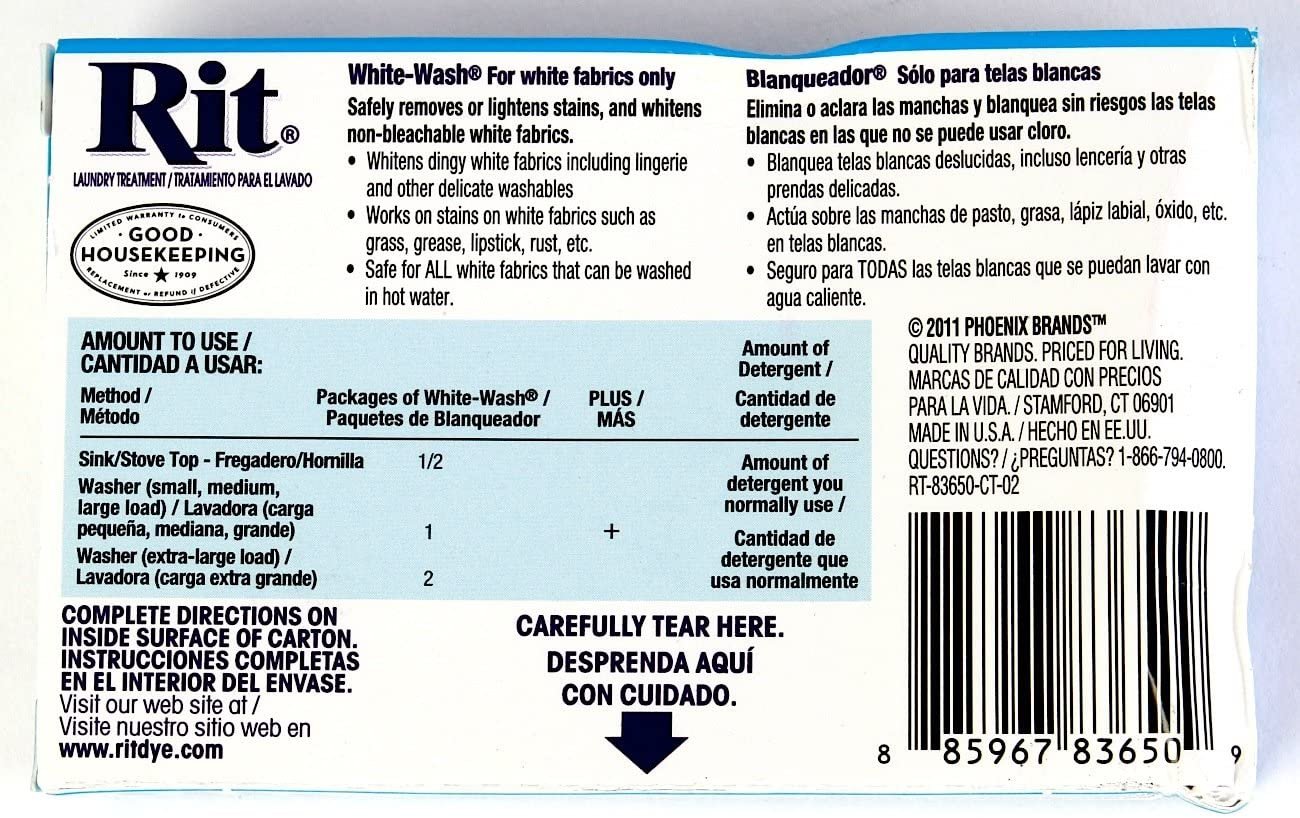 Rit®
LAUNDRY TREATMENT / TRATAMIENTO PARA EL LAVADO
LIMITED WARRANTY to CONSUMERS
· GOOD ·
HOUSEKEEPING
Since ★ 1909
REPLACEMENT or REFUND if DEFECTIVE
White-Wash® For white fabrics only
Safely removes or lightens stains, and whitens
non-bleachable white fabrics.
• Whitens dingy white fabrics including lingerie
and other delicate washables
• Works on stains on white fabrics such as
grass, grease, lipstick, rust, etc.
• Safe for ALL white fabrics that can be washed
in hot water.
Blanqueador® Sólo para telas blancas
Elimina o aclara las manchas y blanquea sin riesgos las telas
blancas en las que no se puede usar cloro.
• Blanquea telas blancas deslucidas, incluso lencería y otras
prendas delicadas.
• Actúa sobre las manchas de pasto, grasa, lápiz labial, óxido, etc.
en telas blancas.
• Seguro para TODAS las telas blancas que se puedan lavar con
agua caliente.
AMOUNT TO USE /
CANTIDAD A USAR:
Method /
Método
Packages of White-Wash® /
Paquetes de Blanqueador
PLUS /
MÁS
Amount of
Detergent /
Cantidad de
detergente
Sink/Stove Top - Fregadero/Hornilla 1/2
Washer (small, medium,
large load) / Lavadora (carga
pequeña, mediana, grande) 1
Washer (extra-large load) /
Lavadora (carga extra grande) 2
+
Amount of
detergent you
normally use /
Cantidad de
detergente que
usa normalmente
© 2011 PHOENIX BRANDS™
QUALITY BRANDS. PRICED FOR LIVING.
MARCAS DE CALIDAD CON PRECIOS
PARA LA VIDA. / STAMFORD, CT 06901
MADE IN U.S.A. / HECHO EN EE.UU.
QUESTIONS? / ¿PREGUNTAS? 1-866-794-0800.
RT-83650-CT-02
COMPLETE DIRECTIONS ON
INSIDE SURFACE OF CARTON.
INSTRUCCIONES COMPLETAS
EN EL INTERIOR DEL ENVASE.
Visit our web site at /
Visite nuestro sitio web en
www.ritdye.com
CAREFULLY TEAR HERE.
DESPRENDA AQUÍ
CON CUIDADO.
8 85967 83650 9